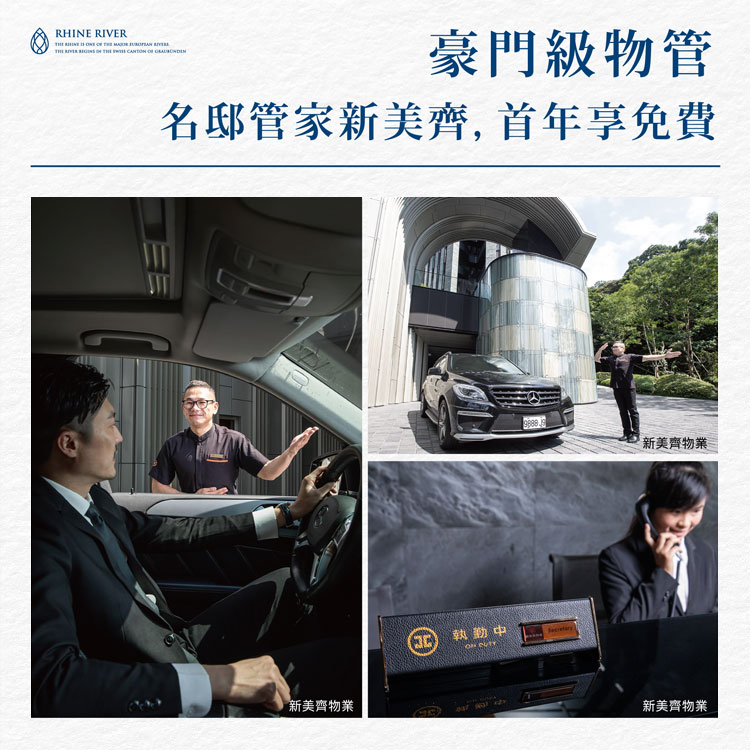 RHINE RIVER
THE RHINE IS ONE OF THE MAJOR EUROPEAN RIVERS,
THE RIVER BEGINS IN THE SWISS CANTON OF GRAUBÜNDEN
豪門級物管
名邸管家新美齊,首年享免費
9888 J9
新美齊物業
新美齊物業
執勤中
ON DUTY
Secretary
新美齊物業